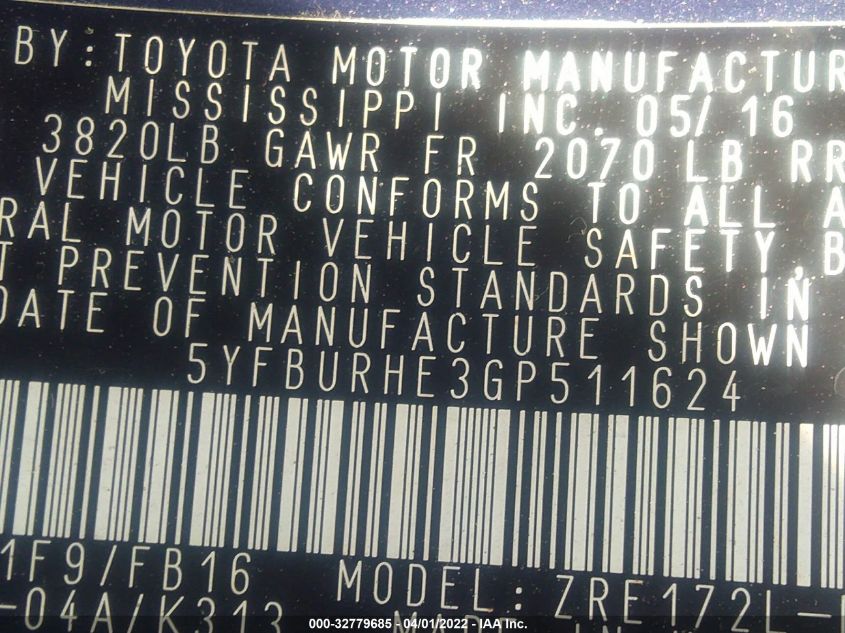 BY: TOYOTA MOTOR MANUFACTUR
MISSISSIPPI INC. 05/16
3820LB GAWR FR 2070 LB RR
VEHICLE CONFORMS TO ALL A
RAL MOTOR VEHICLE SAFETY, B
T PREVENTION STANDARDS IN
DATE OF MANUFACTURE SHOWN
5YFBURHE3GP511624
1F9/FB16 MODEL: ZRE172L-
-04A/K313
000-32779685 - 04/01/2022 - IAA Inc.